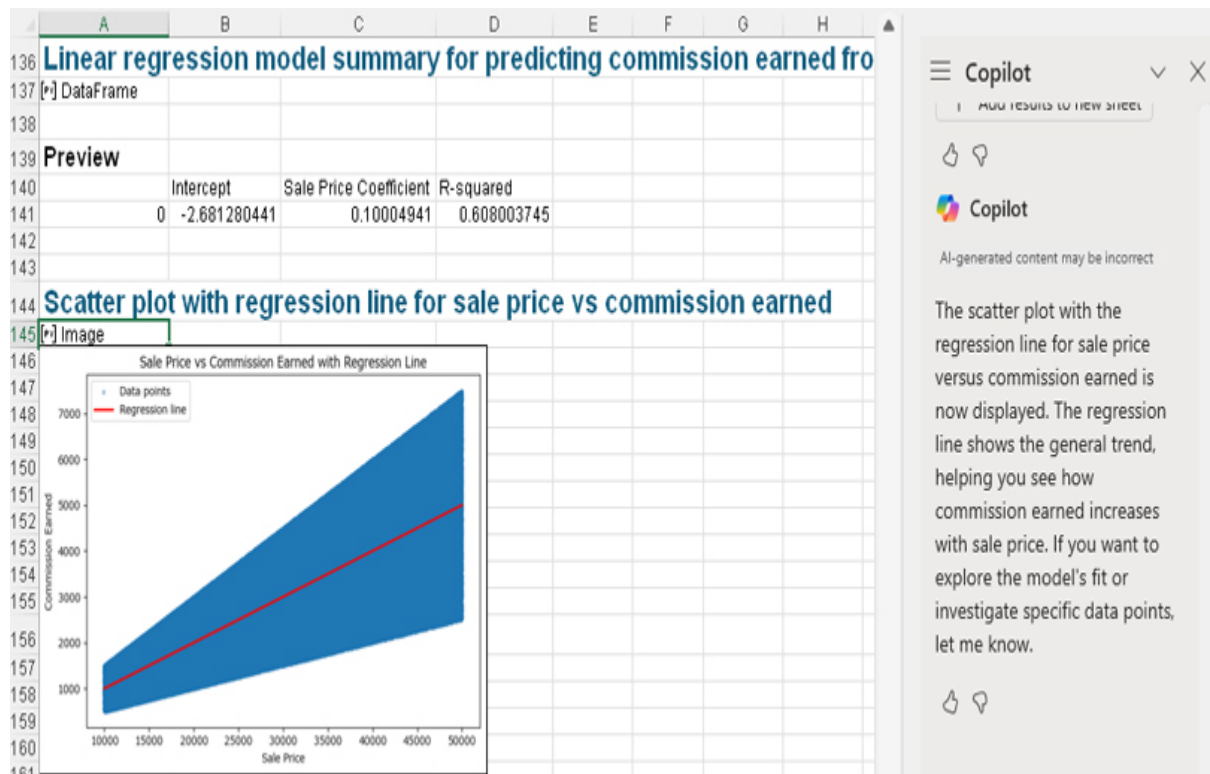 A B C D E F G H
136 Linear regression model summary for predicting commission earned fro
137 [PY] DataFrame
138
139 Preview
140 Intercept Sale Price Coefficient R-squared
141 0 -2.681280441 0.10004941 0.608003745
142
143
144 Scatter plot with regression line for sale price vs commission earned
145 [PY] Image
146
147
148
149
150
151
152
153
154
155
156
157
158
159
160
161
Sale Price vs Commission Earned with Regression Line
Data points
Regression line
7000
6000
5000
4000
3000
2000
1000
Commission Earned
10000 15000 20000 25000 30000 35000 40000 45000 50000
Sale Price
Copilot
Add results to new sheet
Copilot
AI-generated content may be incorrect
The scatter plot with the
regression line for sale price
versus commission earned is
now displayed. The regression
line shows the general trend,
helping you see how
commission earned increases
with sale price. If you want to
explore the model's fit or
investigate specific data points,
let me know.